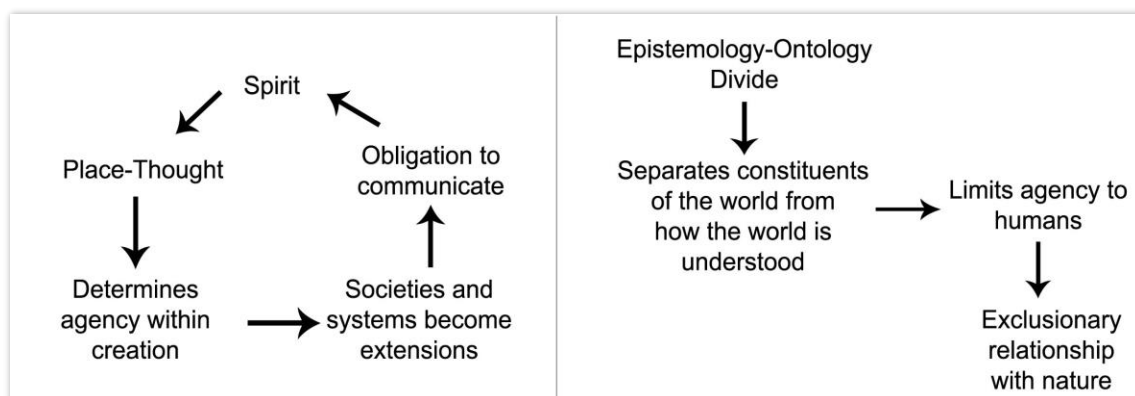 Spirit
Place-Thought
Determines
agency within
creation
Societies and
systems become
extensions
Obligation to
communicate
Epistemology-Ontology
Divide
Separates constituents
of the world from
how the world is
understood
Limits agency to
humans
Exclusionary
relationship
with nature